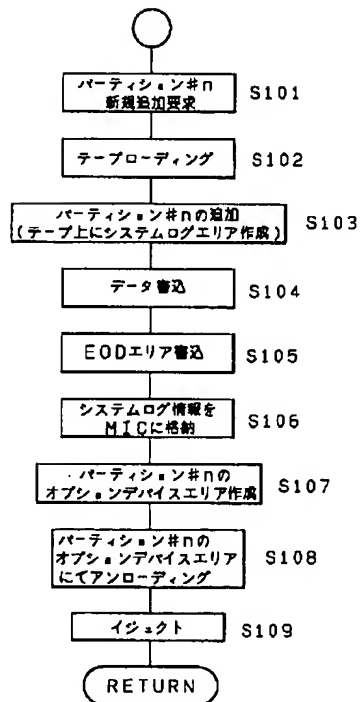 パーティション#n
新規追加要求
S101
テープローディング
S102
パーティション#nの追加
(テープ上にシステムログエリア作成)
S103
データ書込
S104
EODエリア書込
S105
システムログ情報を
MICに格納
S106
パーティション#nの
オプションデバイスエリア作成
S107
パーティション#nの
オプションデバイスエリア
にてアンローディング
S108
イジェクト
S109
RETURN